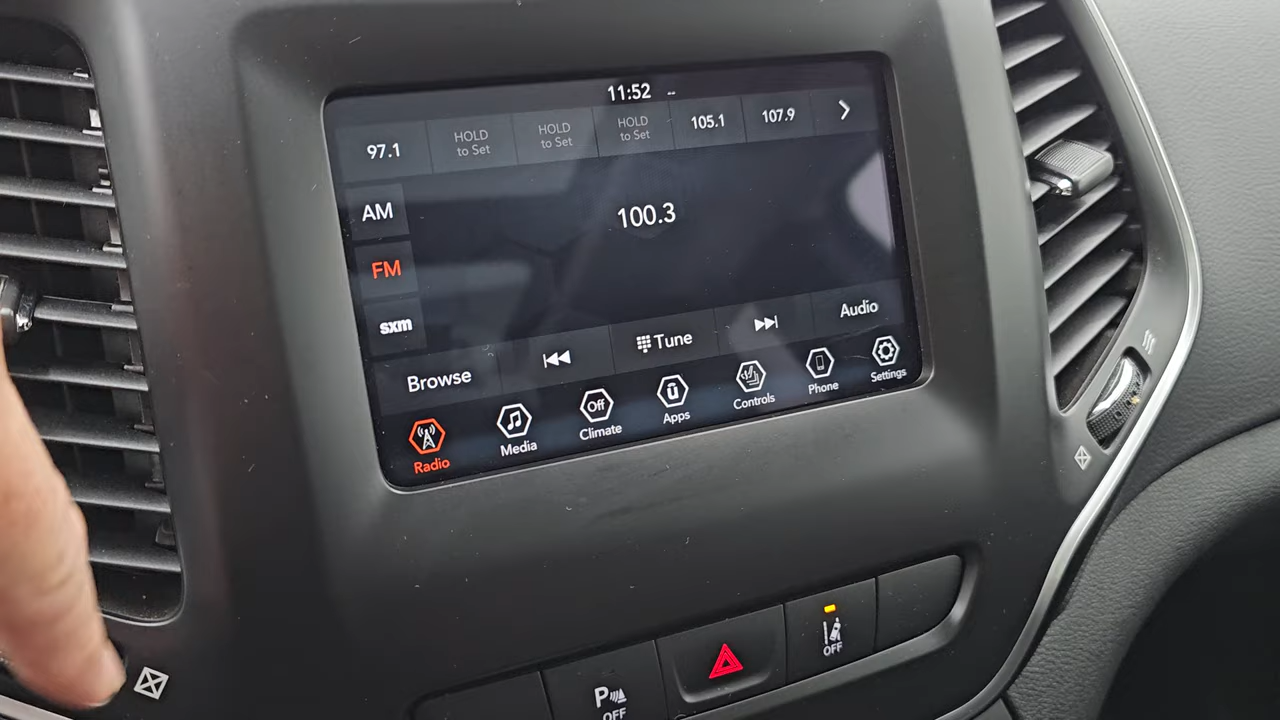 11:52 --
97.1
HOLD
to Set
HOLD
to Set
HOLD
to Set
105.1
107.9
AM
100.3
FM
sxm
Tune
Audio
Browse
Off
Radio
Media
Climate
Apps
Controls
Phone
Settings
P
OFF
OFF